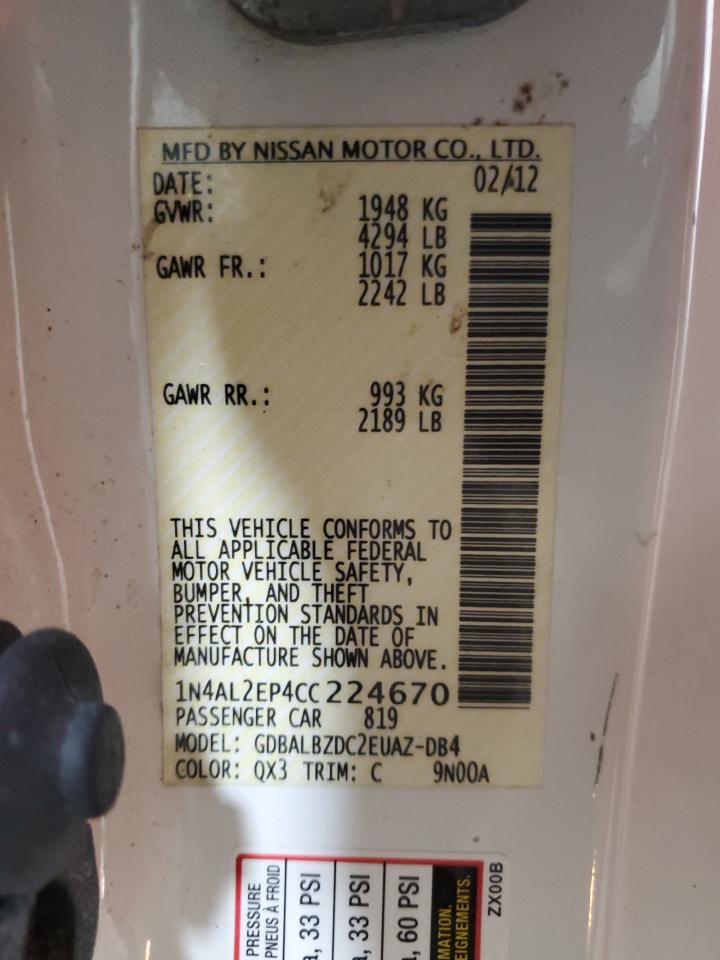 MFD BY NISSAN MOTOR CO., LTD.
DATE: 02/12
GVWR: 1948 KG
4294 LB
GAWR FR.: 1017 KG
2242 LB
GAWR RR.: 993 KG
2189 LB
THIS VEHICLE CONFORMS TO
ALL APPLICABLE FEDERAL
MOTOR VEHICLE SAFETY,
BUMPER, AND THEFT
PREVENTION STANDARDS IN
EFFECT ON THE DATE OF
MANUFACTURE SHOWN ABOVE.
1N4AL2EP4CC224670
PASSENGER CAR 819
MODEL: GDBALBZDC2EUAZ-DB4
COLOR: QX3 TRIM: C 9N00A
PRESSURE
PNEUS À FROID
33 PSI
33 PSI
60 PSI
ZX00B